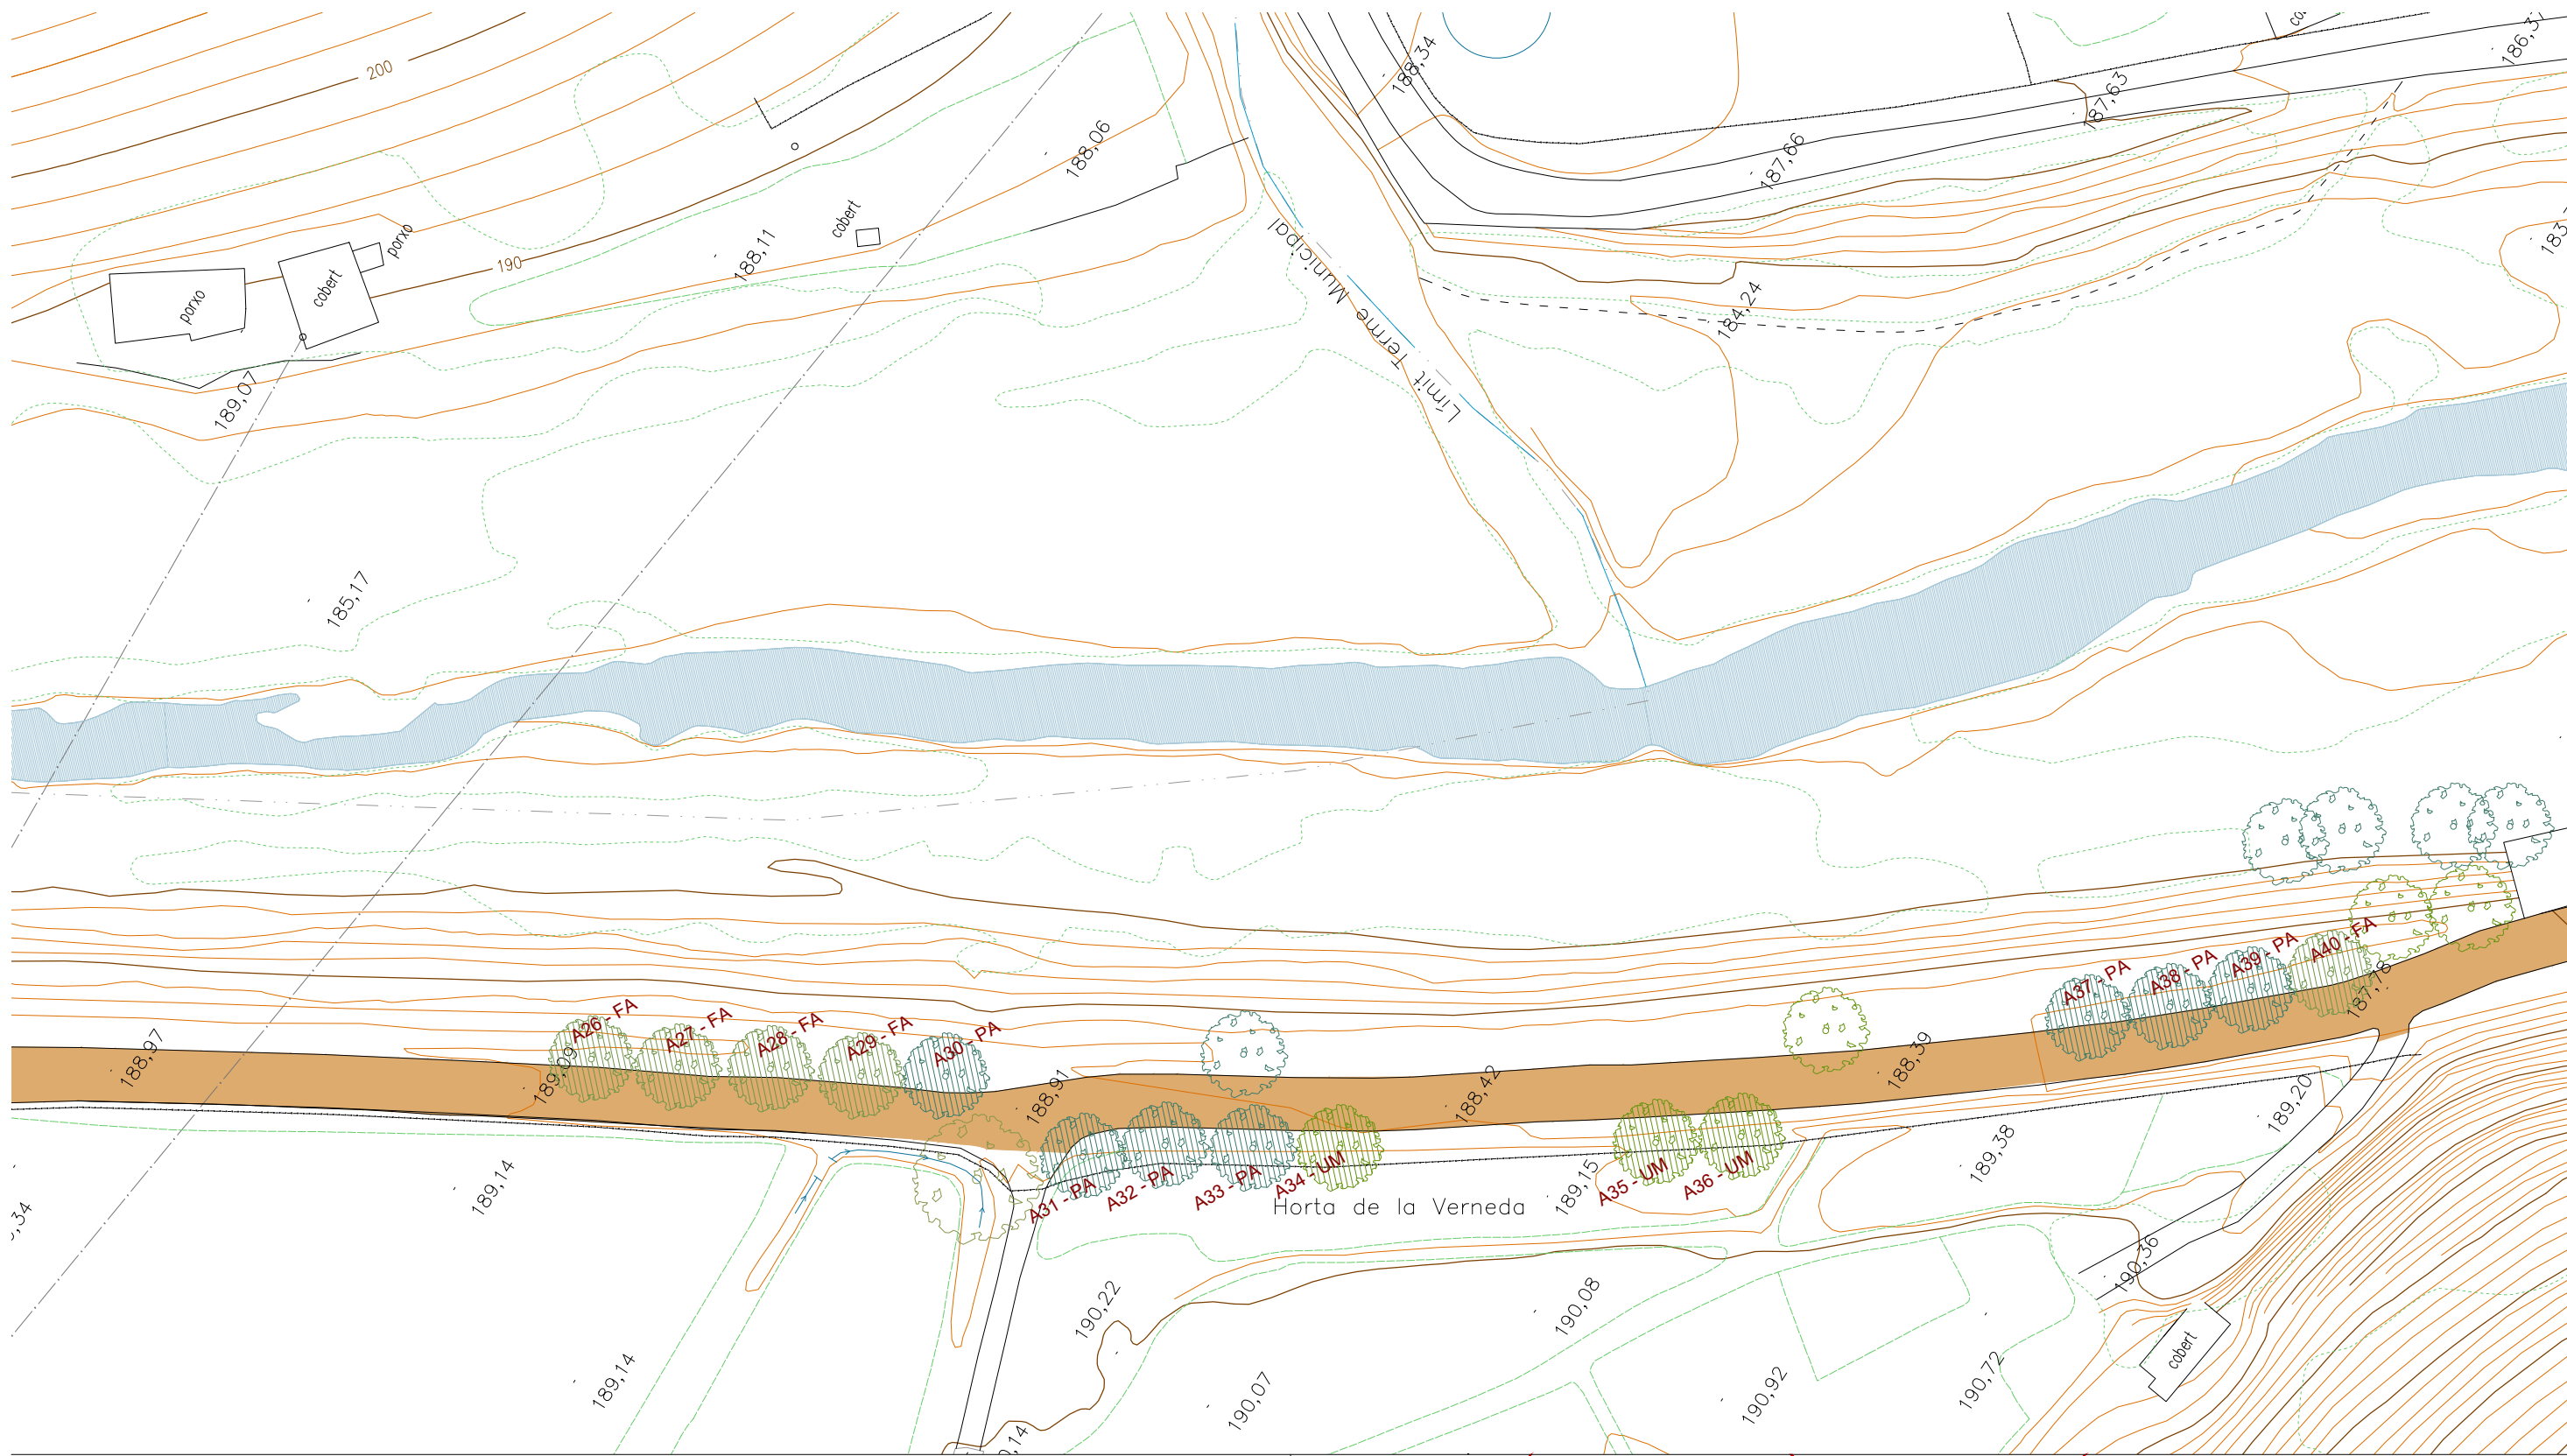 200
188,34
187,63
188,06
187,66
cobert
porxo
188,11
190
Límit Terme Municipal
porxo
cobert
184,24
189,07
185,17
A26 - FA
A27 - FA
A28 - FA
A29 - FA
A30 - PA
A37 - PA
A38 - PA
A39 - PA
A40 - FA
187,78
188,97
189,09
188,91
188,42
188,39
189,20
189,14
A31 - PA
A32 - PA
A33 - PA
A34 - UM
189,15
A35 - UM
A36 - UM
189,38
Horta de la Verneda
190,36
190,22
190,08
cobert
189,14
190,07
190,92
190,72